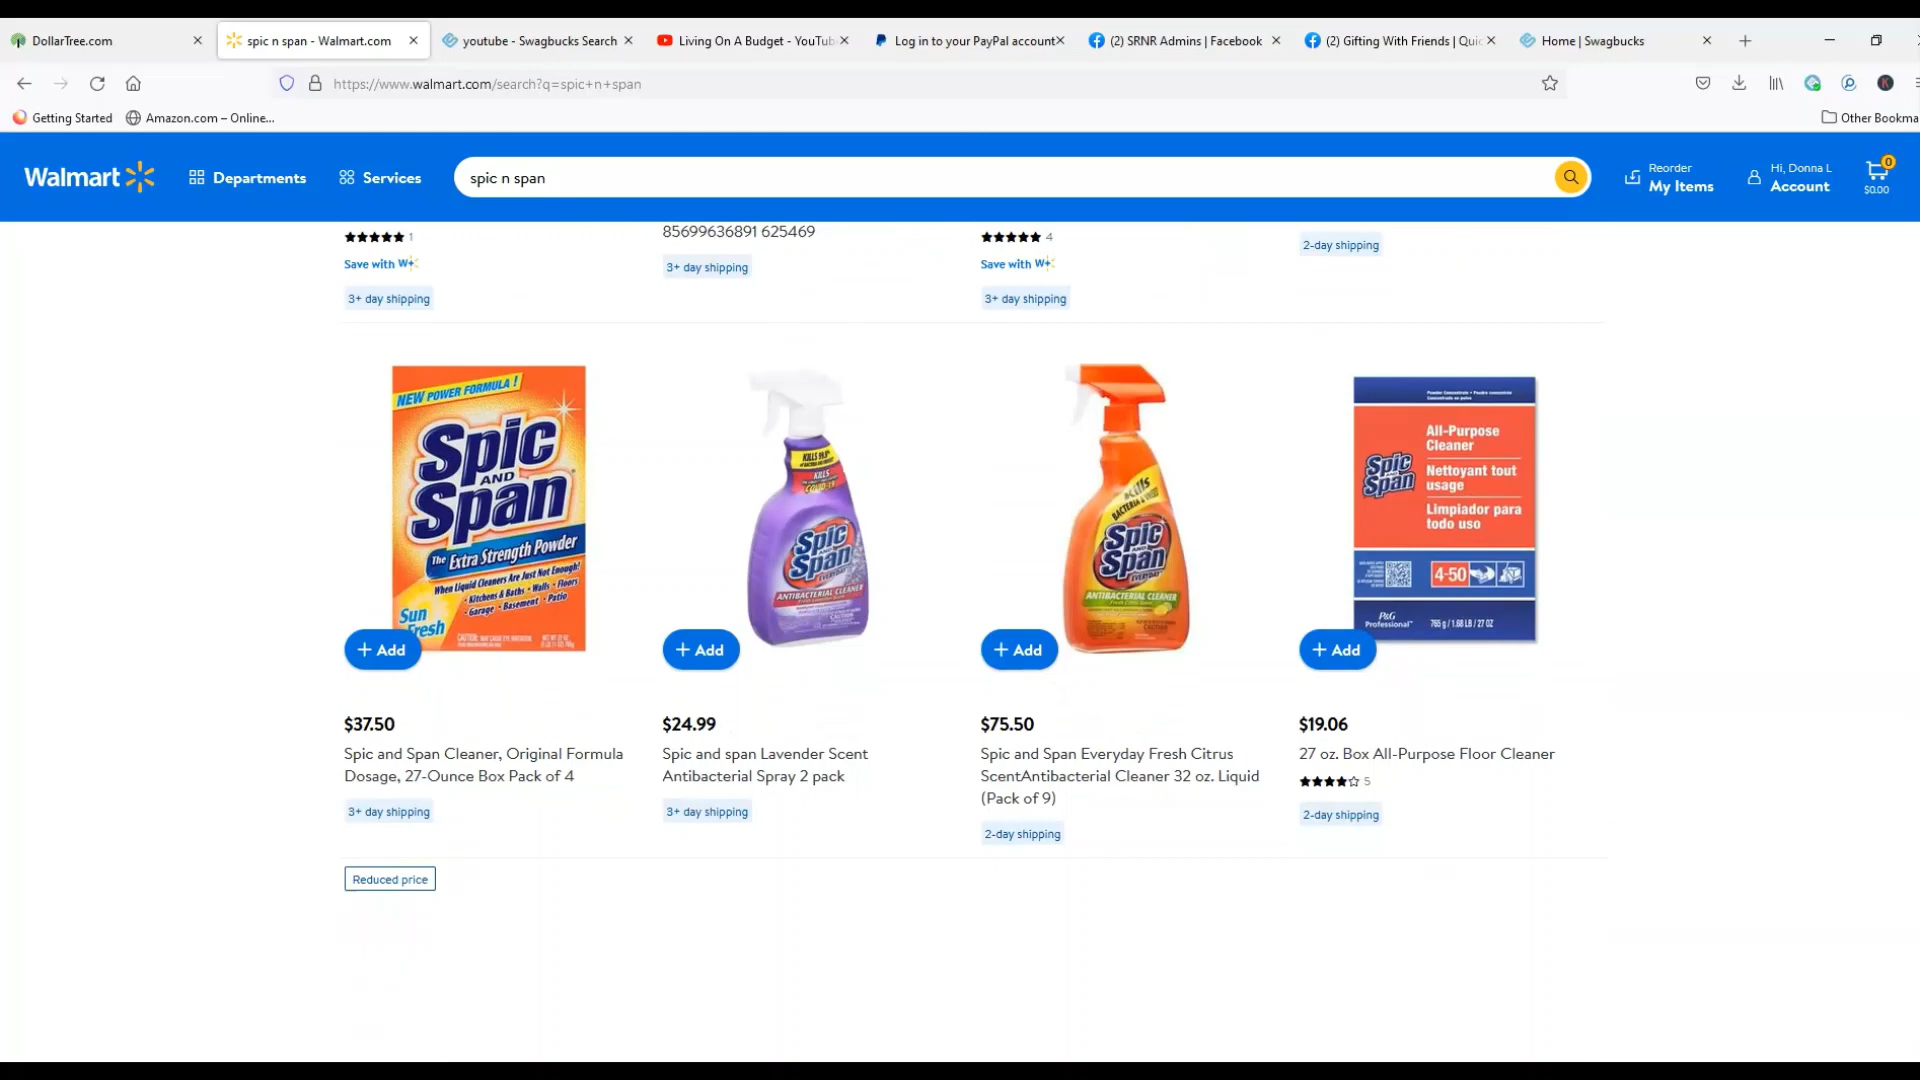 DollarTree.com
spic n span - Walmart.com
youtube - Swagbucks Search
Living On A Budget - YouTub
Log in to your PayPal account
(2) SRNR Admins | Facebook
(2) Gifting With Friends | Quic
Home | Swagbucks
https://www.walmart.com/search?q=spic+n+span
K
Getting Started
Amazon.com – Online...
Other Bookma
Walmart
Departments
Services
spic n span
Reorder
My Items
Hi, Donna L
Account
0
$0.00
1
Save with W+
3+ day shipping
85699636891 625469
3+ day shipping
4
Save with W+
3+ day shipping
2-day shipping
NEW POWER FORMULA!
Spic
AND
Span
The Extra Strength Powder
When Liquid Cleaners Are Just Not Enough!
• Kitchens & Baths • Walls • Floors
• Garage • Basement • Patio
Sun
Fresh
+ Add
$37.50
Spic and Span Cleaner, Original Formula
Dosage, 27-Ounce Box Pack of 4
3+ day shipping
KILLS 99.9%
KILLS
COVID-19
Spic
AND
Span
EVERYDAY
ANTIBACTERIAL CLEANER
+ Add
$24.99
Spic and span Lavender Scent
Antibacterial Spray 2 pack
3+ day shipping
Kills
Spic
AND
Span
EVERYDAY
ANTIBACTERIAL CLEANER
+ Add
$75.50
Spic and Span Everyday Fresh Citrus
ScentAntibacterial Cleaner 32 oz. Liquid
(Pack of 9)
2-day shipping
Spic
AND
Span
All-Purpose
Cleaner
Nettoyant tout
usage
Limpiador para
todo uso
4-50
P&G
Professional
765 g / 1.68 LB / 27 OZ
+ Add
$19.06
27 oz. Box All-Purpose Floor Cleaner
5
2-day shipping
Reduced price